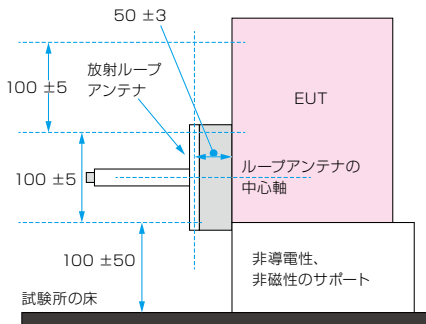 50 ±3
放射ループ
アンテナ
100 ±5
EUT
ループアンテナの
中心軸
100 ±5
100 ±50
非導電性、
非磁性のサポート
試験所の床